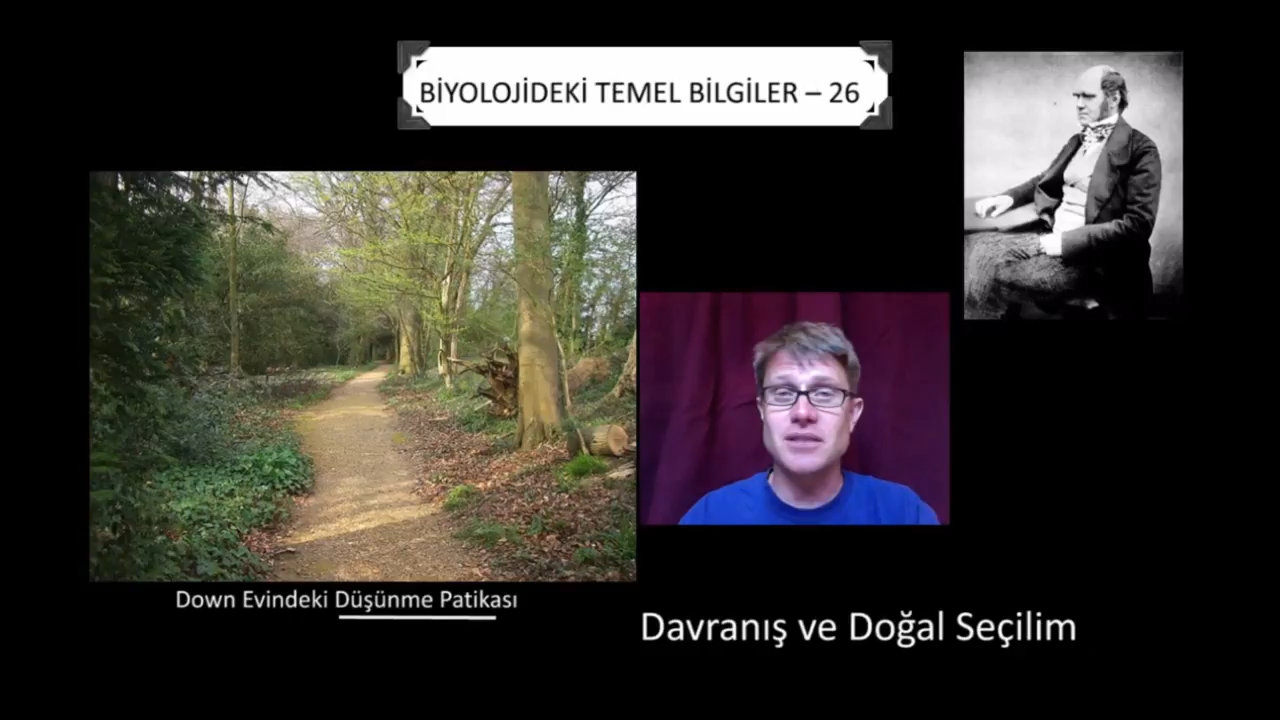 BİYOLOJİDEKİ TEMEL BİLGİLER – 26
Down Evindeki Düşünme Patikası
Davranış ve Doğal Seçilim